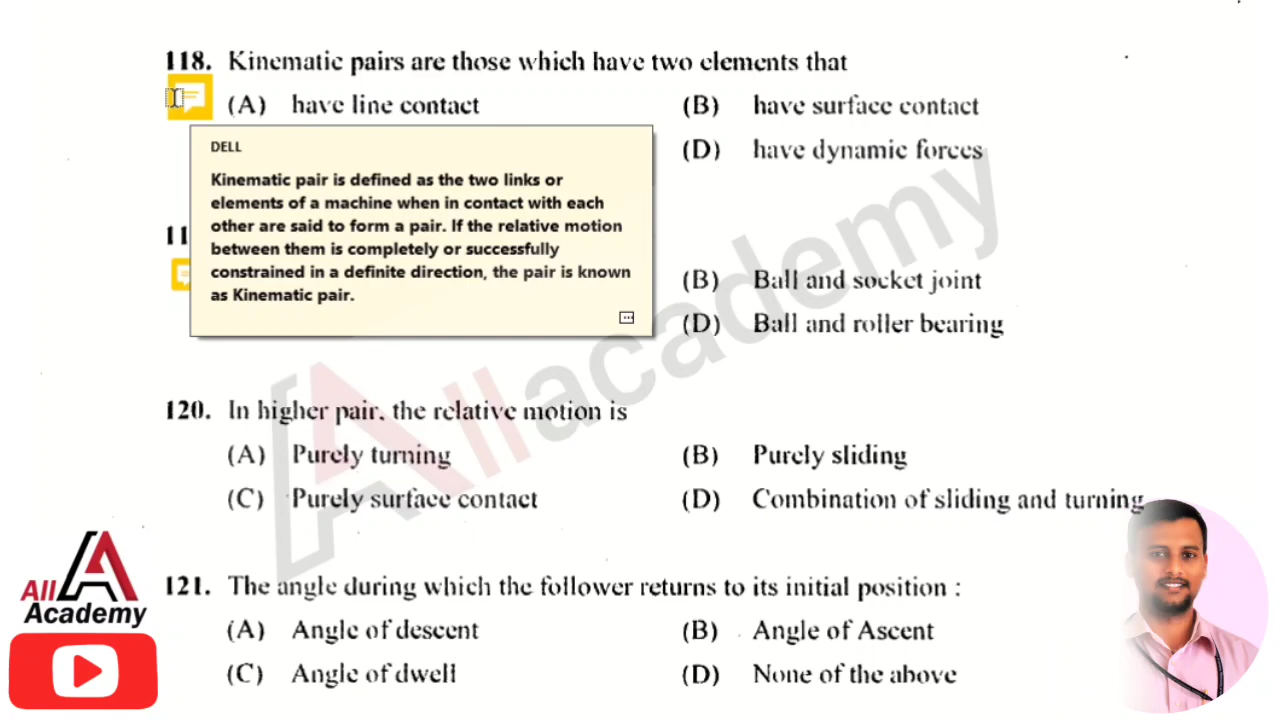 118. Kinematic pairs are those which have two elements that
(A) have line contact (B) have surface contact
(D) have dynamic forces
DELL
Kinematic pair is defined as the two links or
elements of a machine when in contact with each
other are said to form a pair. If the relative motion
between them is completely or successfully
constrained in a definite direction, the pair is known
as Kinematic pair.
11
(B) Ball and socket joint
(D) Ball and roller bearing
120. In higher pair, the relative motion is
(A) Purely turning (B) Purely sliding
(C) Purely surface contact (D) Combination of sliding and turning
121. The angle during which the follower returns to its initial position :
(A) Angle of descent (B) Angle of Ascent
(C) Angle of dwell (D) None of the above
All academy
All
Academy